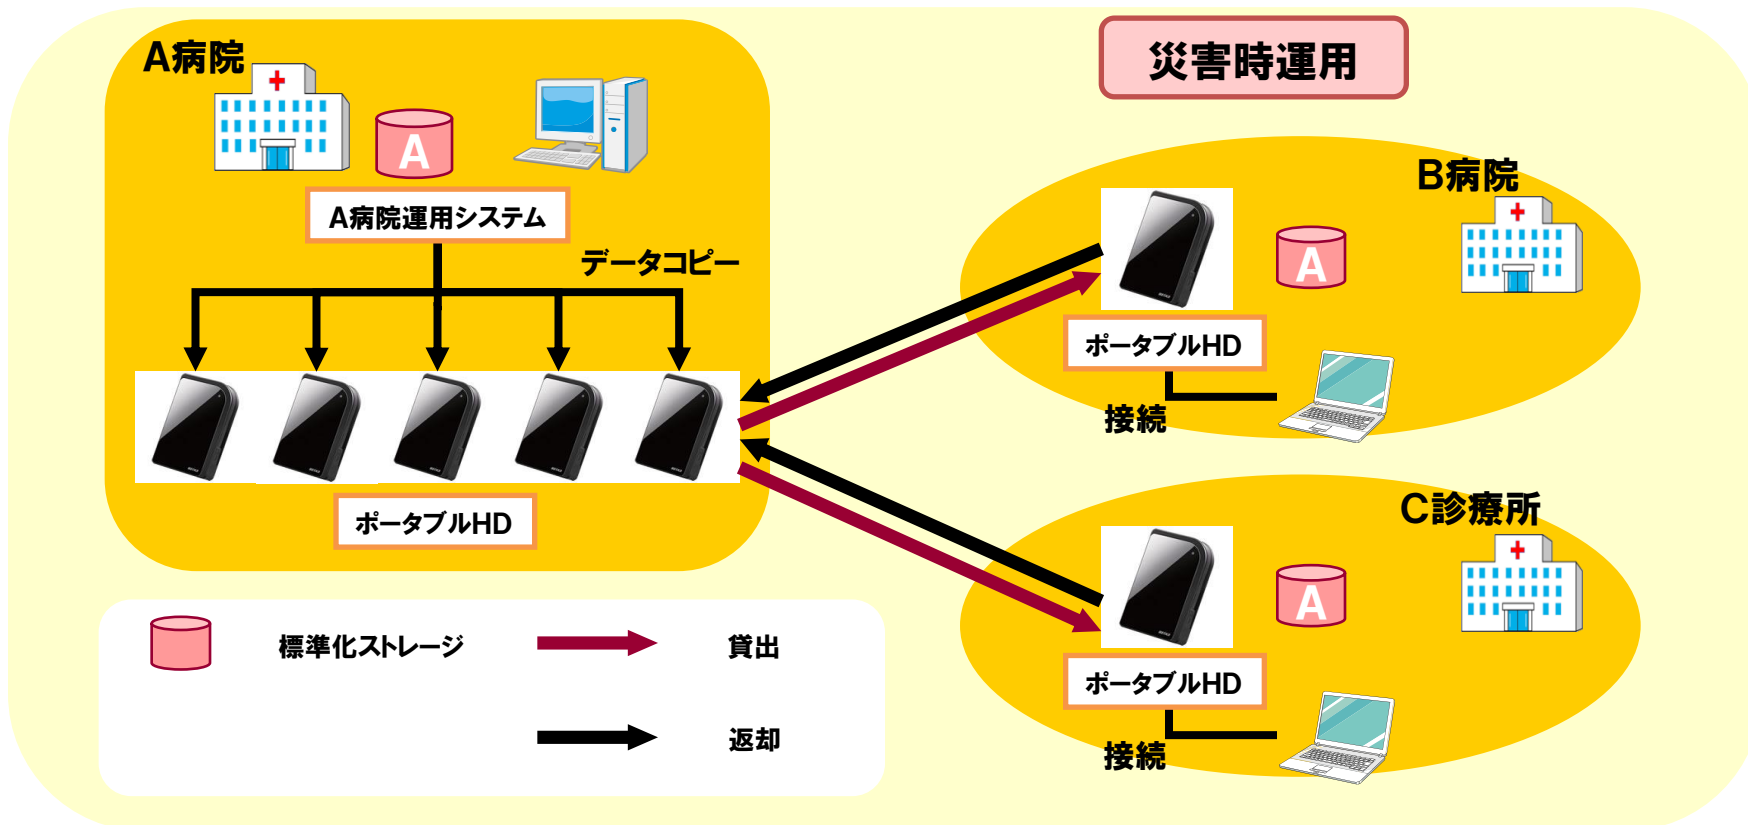 災害時運用
A病院
A
A病院運用システム
データコピー
ポータブルHD
B病院
A
ポータブルHD
接続
C診療所
A
ポータブルHD
接続
標準化ストレージ
貸出
返却